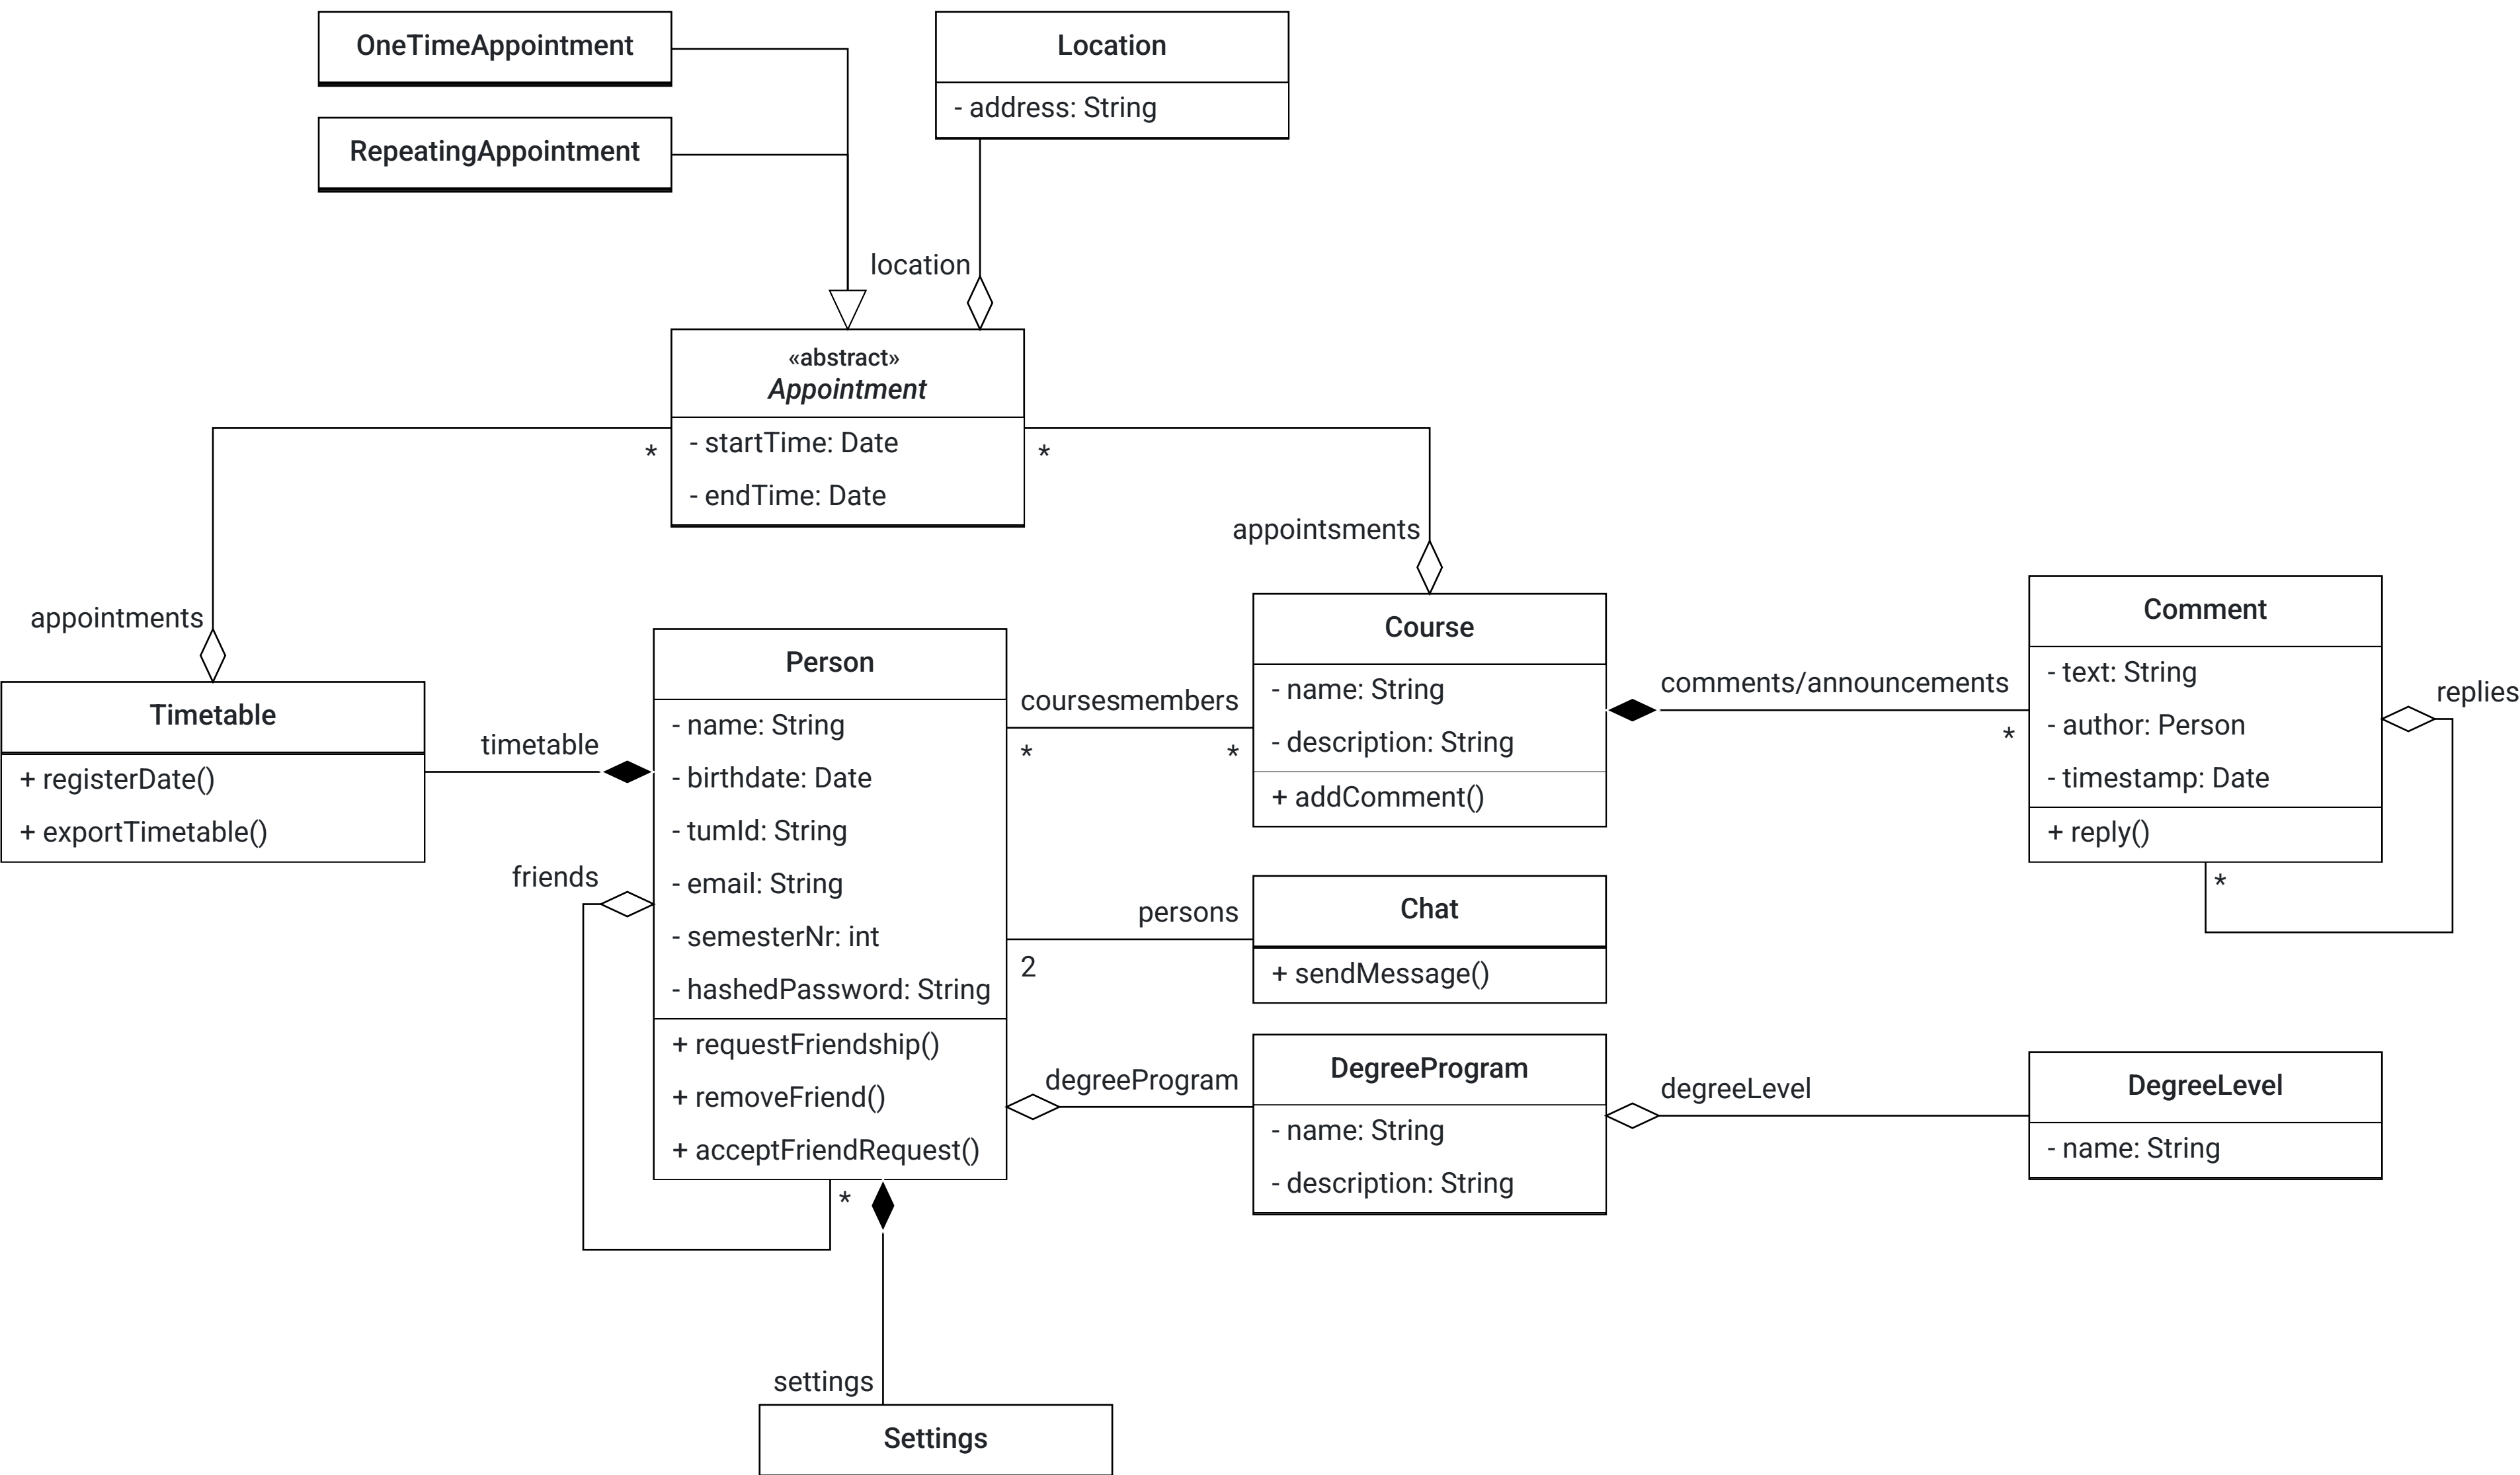 OneTimeAppointment
RepeatingAppointment
Location
- address: String
location
«abstract»
Appointment
- startTime: Date
- endTime: Date
*
*
appointments
appointsments
Timetable
+ registerDate()
+ exportTimetable()
timetable
Person
- name: String
- birthdate: Date
- tumId: String
- email: String
- semesterNr: int
- hashedPassword: String
+ requestFriendship()
+ removeFriend()
+ acceptFriendRequest()
friends
*
coursesmembers
*
*
Course
- name: String
- description: String
+ addComment()
comments/announcements
*
Comment
- text: String
- author: Person
- timestamp: Date
+ reply()
replies
*
persons
2
Chat
+ sendMessage()
degreeProgram
DegreeProgram
- name: String
- description: String
degreeLevel
DegreeLevel
- name: String
settings
Settings